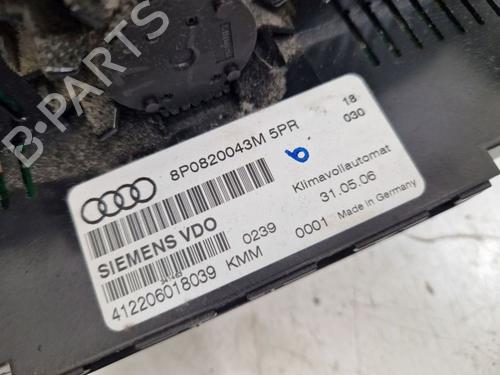 8P0820043M 5PR
18
030
Klimavollautomat
31.05.06
SIEMENS VDO
0239
0001 Made in Germany
412206018039 KMM
B-PARTS